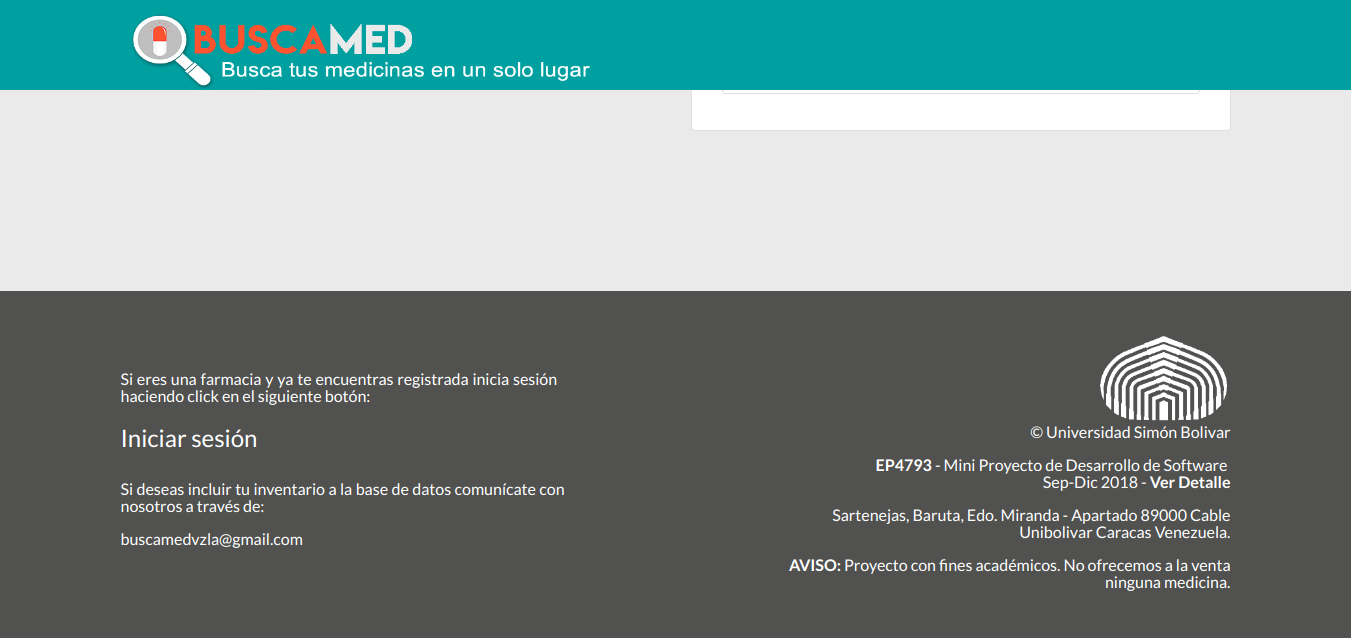 BUSCAMED
Busca tus medicinas en un solo lugar
Si eres una farmacia y ya te encuentras registrada inicia sesión
haciendo click en el siguiente botón:
Iniciar sesión
Si deseas incluir tu inventario a la base de datos comunícate con
nosotros a través de:
buscamedvzla@gmail.com
© Universidad Simón Bolivar
EP4793 - Mini Proyecto de Desarrollo de Software
Sep-Dic 2018 - Ver Detalle
Sartenejas, Baruta, Edo. Miranda - Apartado 89000 Cable
Unibolivar Caracas Venezuela.
AVISO: Proyecto con fines académicos. No ofrecemos a la venta
ninguna medicina.